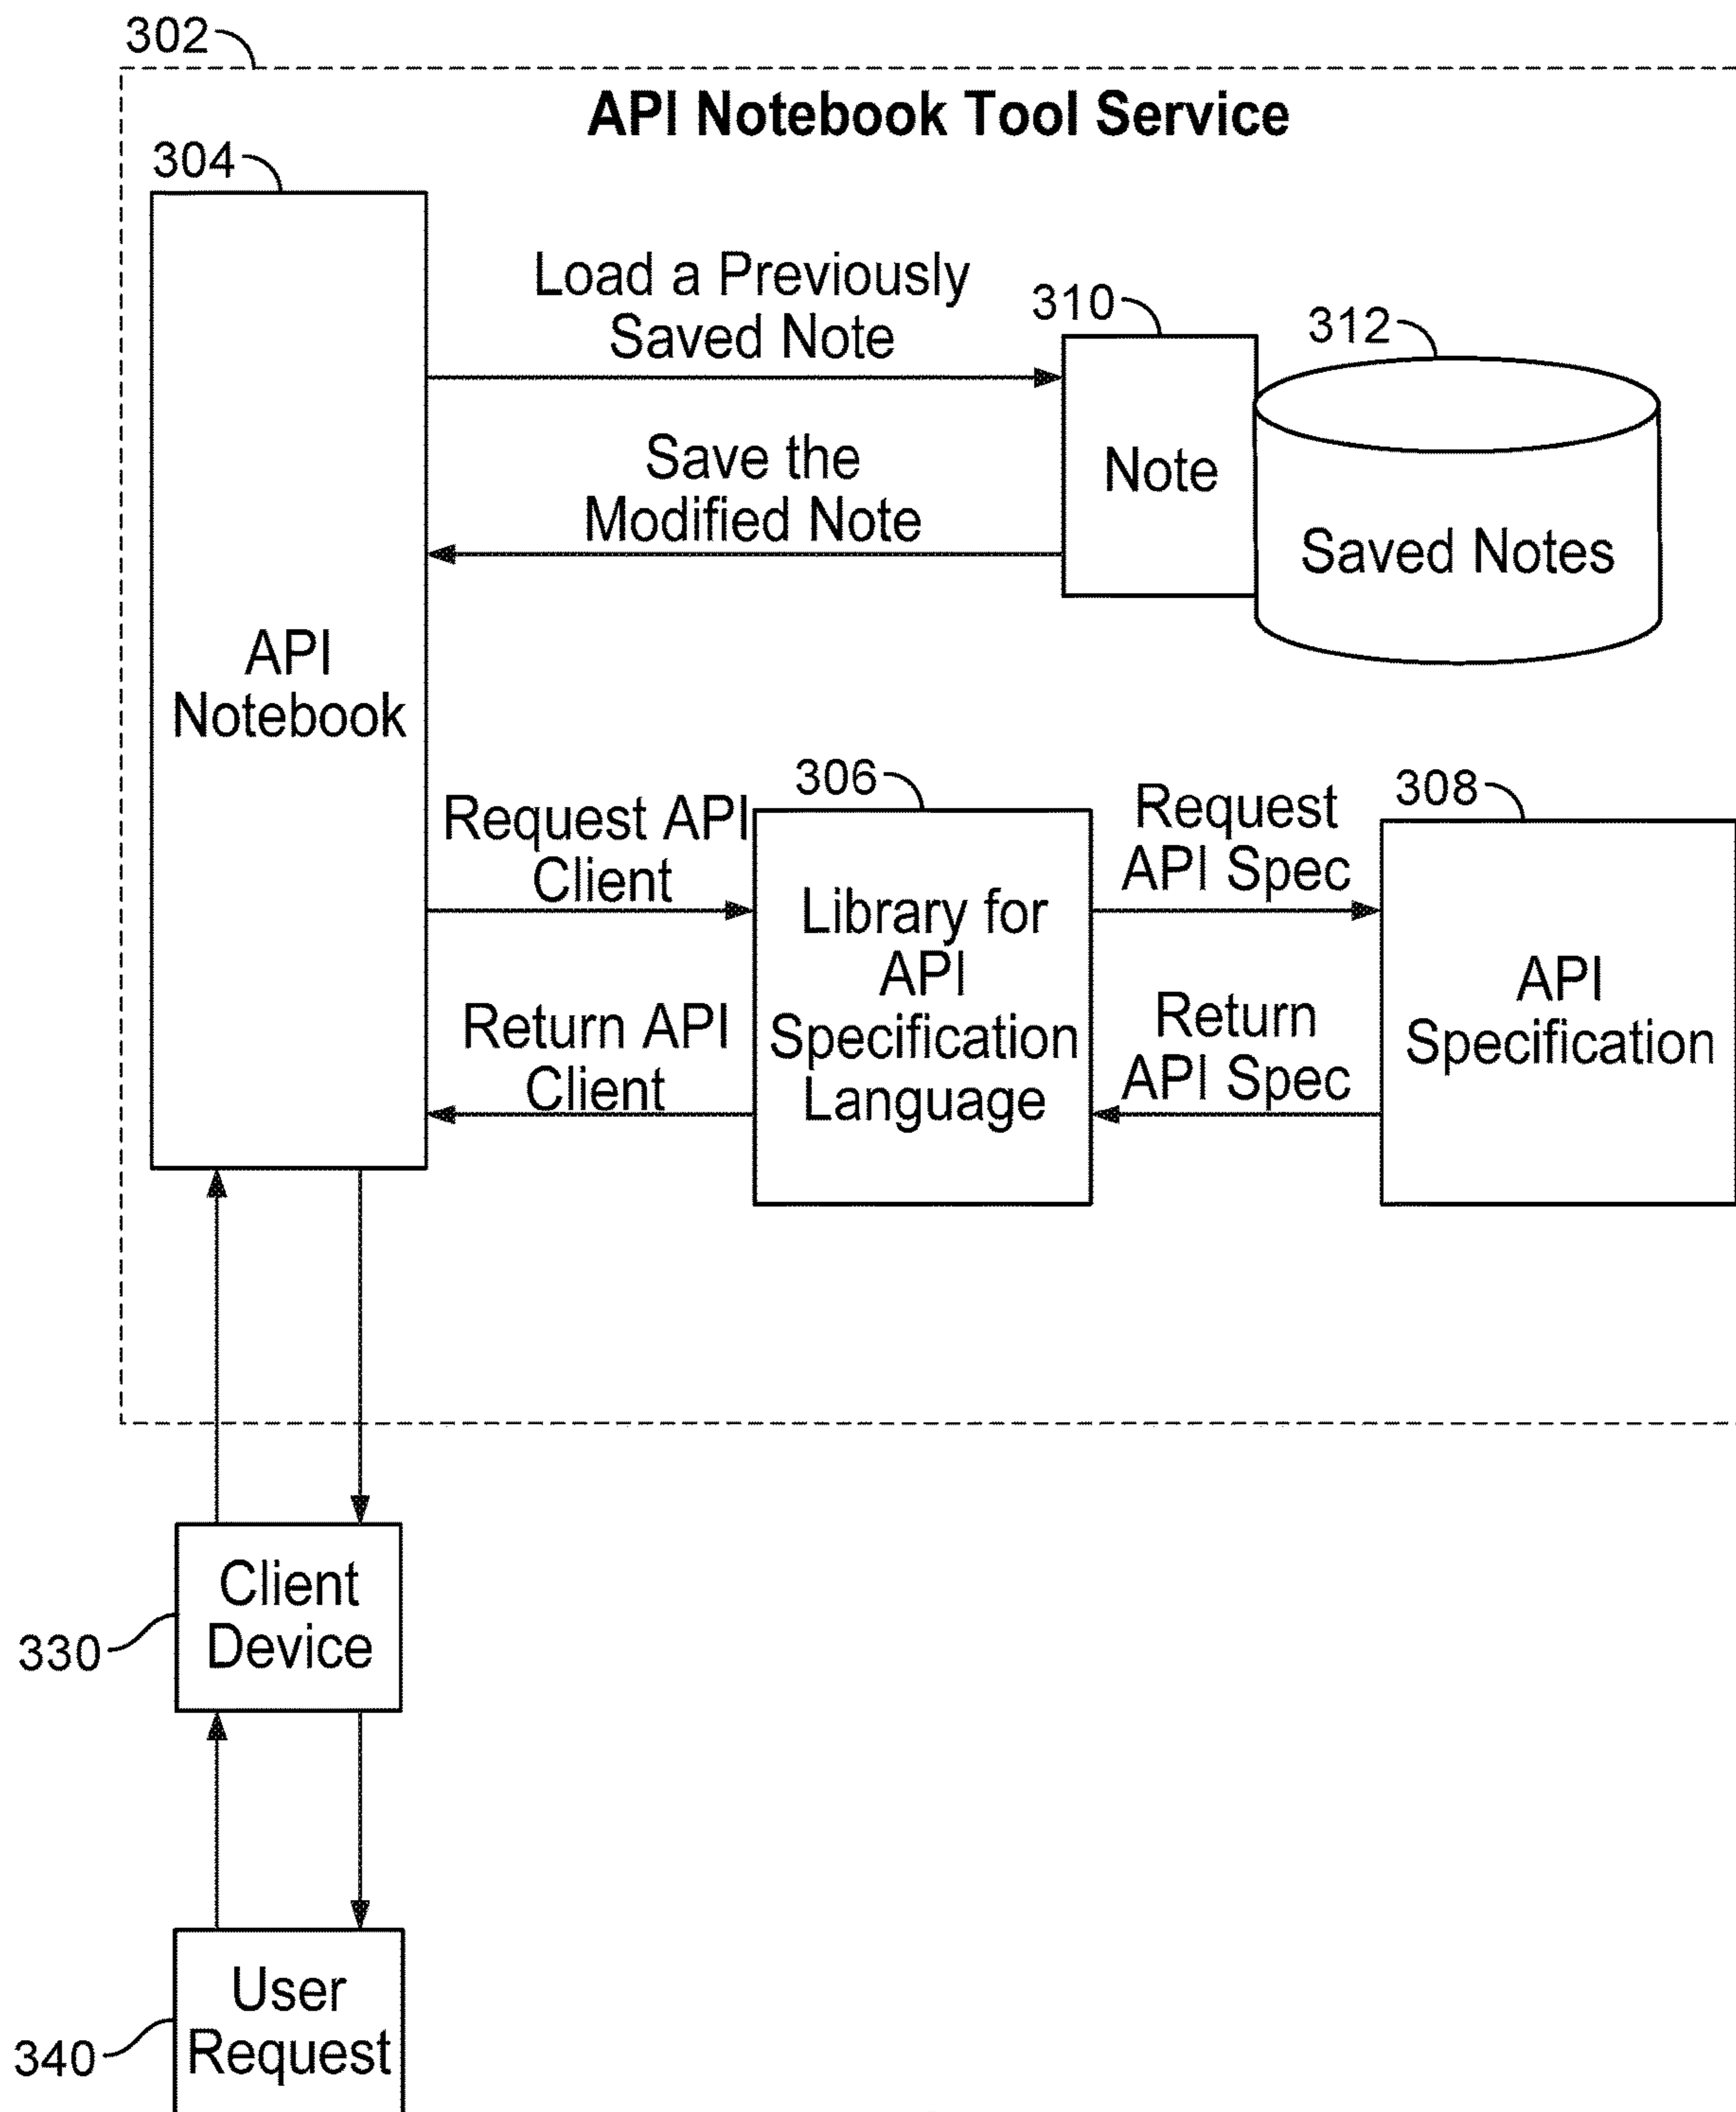 302
API Notebook Tool Service
304
Load a Previously
Saved Note
310
312
Save the
Modified Note
Note
Saved Notes
API
Notebook
306
308
Request API
Client
Request
API Spec
Library for
API
Specification
Language
API
Specification
Return API
Client
Return
API Spec
Client
Device
330
User
Request
340